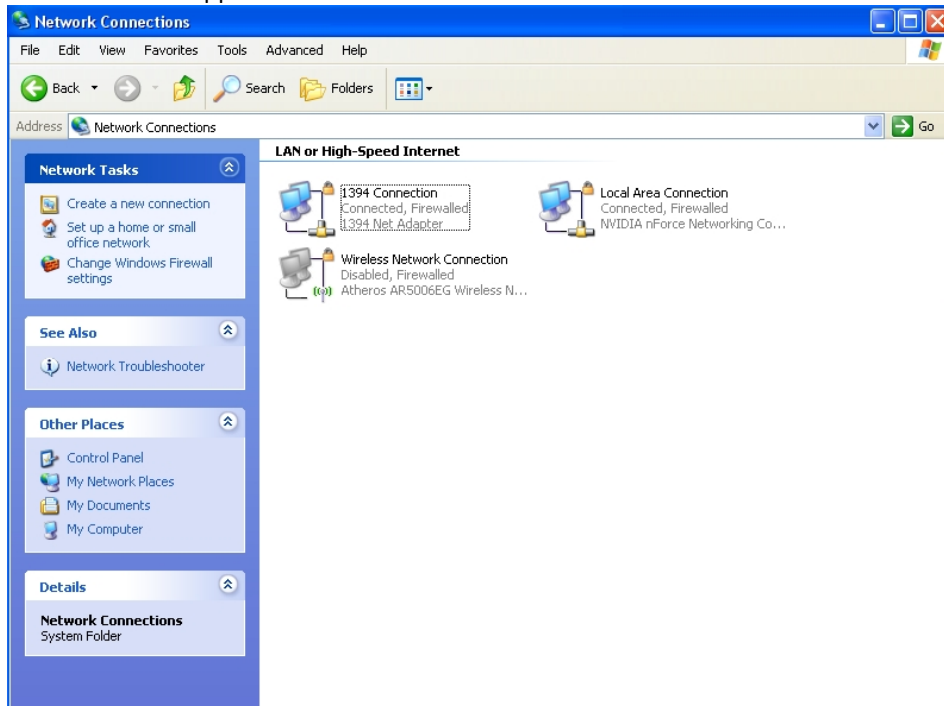 Network Connections
File Edit View Favorites Tools Advanced Help
Back Search Folders
Address Network Connections Go
Network Tasks
Create a new connection
Set up a home or small
office network
Change Windows Firewall
settings
See Also
Network Troubleshooter
Other Places
Control Panel
My Network Places
My Documents
My Computer
Details
Network Connections
System Folder
LAN or High-Speed Internet
1394 Connection
Connected, Firewalled
1394 Net Adapter
Local Area Connection
Connected, Firewalled
NVIDIA nForce Networking Co...
Wireless Network Connection
Disabled, Firewalled
Atheros AR5006EG Wireless N...